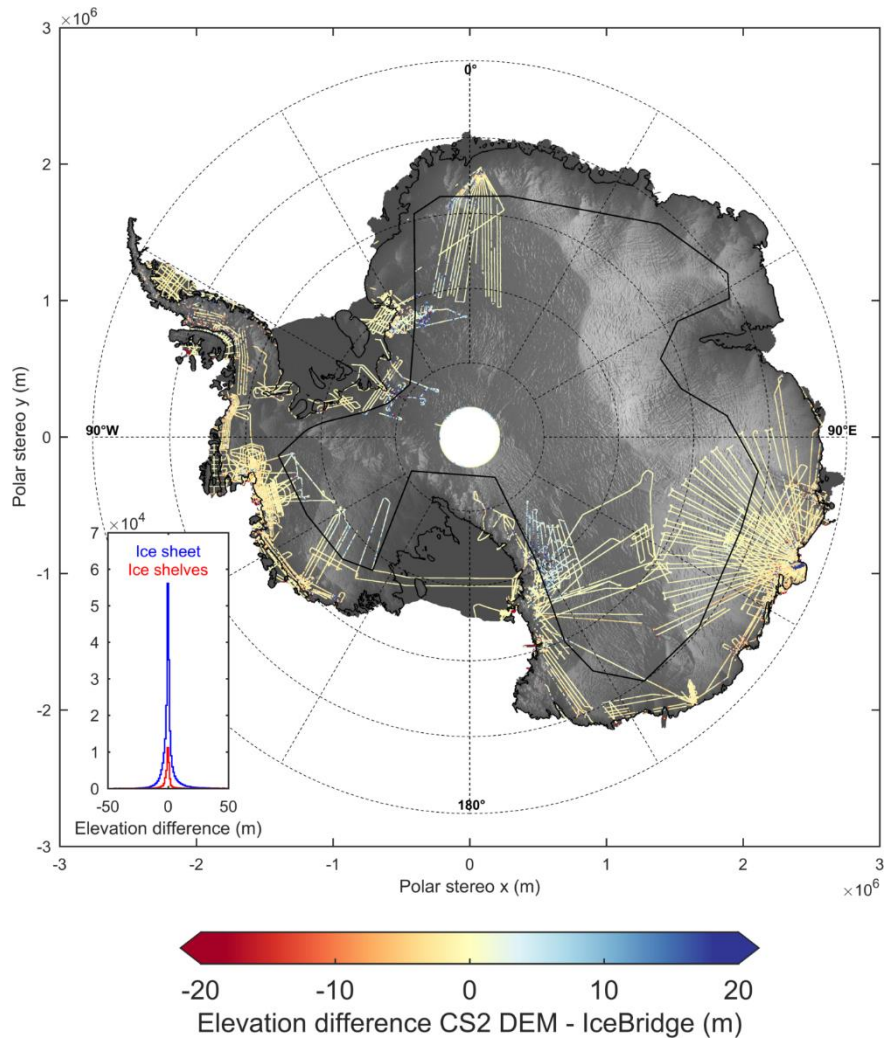 ×10⁶
3
2
1
0
-1
-2
-3
Polar stereo y (m)
0°
90°W
90°E
180°
×10⁴
7
6
5
4
3
2
1
0
Ice sheet
Ice shelves
-50 0 50
Elevation difference (m)
-3 -2 -1 0 1 2 3
Polar stereo x (m)
×10⁶
-20 -10 0 10 20
Elevation difference CS2 DEM - IceBridge (m)